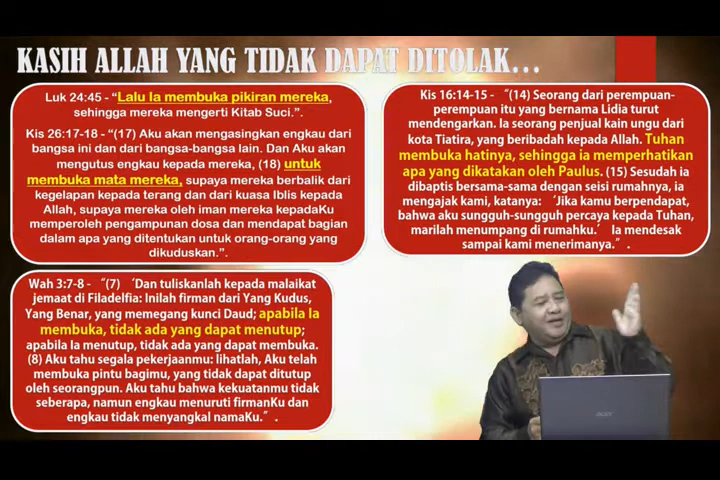 KASIH ALLAH YANG TIDAK DAPAT DITOLAK...
Luk 24:45 - “Lalu Ia membuka pikiran mereka,
sehingga mereka mengerti Kitab Suci.”.
Kis 26:17-18 - “(17) Aku akan mengasingkan engkau dari
bangsa ini dan dari bangsa-bangsa lain. Dan Aku akan
mengutus engkau kepada mereka, (18) untuk
membuka mata mereka, supaya mereka berbalik dari
kegelapan kepada terang dan dari kuasa Iblis kepada
Allah, supaya mereka oleh iman mereka kepadaKu
memperoleh pengampunan dosa dan mendapat bagian
dalam apa yang ditentukan untuk orang-orang yang
dikuduskan.”.
Wah 3:7-8 - “(7) ‘Dan tuliskanlah kepada malaikat
jemaat di Filadelfia: Inilah firman dari Yang Kudus,
Yang Benar, yang memegang kunci Daud; apabila Ia
membuka, tidak ada yang dapat menutup;
apabila Ia menutup, tidak ada yang dapat membuka.
(8) Aku tahu segala pekerjaanmu: lihatlah, Aku telah
membuka pintu bagimu, yang tidak dapat ditutup
oleh seorangpun. Aku tahu bahwa kekuatanmu tidak
seberapa, namun engkau menuruti firmanKu dan
engkau tidak menyangkal namaKu.” .
Kis 16:14-15 - “(14) Seorang dari perempuan-
perempuan itu yang bernama Lidia turut
mendengarkan. Ia seorang penjual kain ungu dari
kota Tiatira, yang beribadah kepada Allah. Tuhan
membuka hatinya, sehingga ia memperhatikan
apa yang dikatakan oleh Paulus. (15) Sesudah ia
dibaptis bersama-sama dengan seisi rumahnya, ia
mengajak kami, katanya: ‘Jika kamu berpendapat,
bahwa aku sungguh-sungguh percaya kepada Tuhan,
marilah menumpang di rumahku.’ Ia mendesak
sampai kami menerimanya.” .
acer